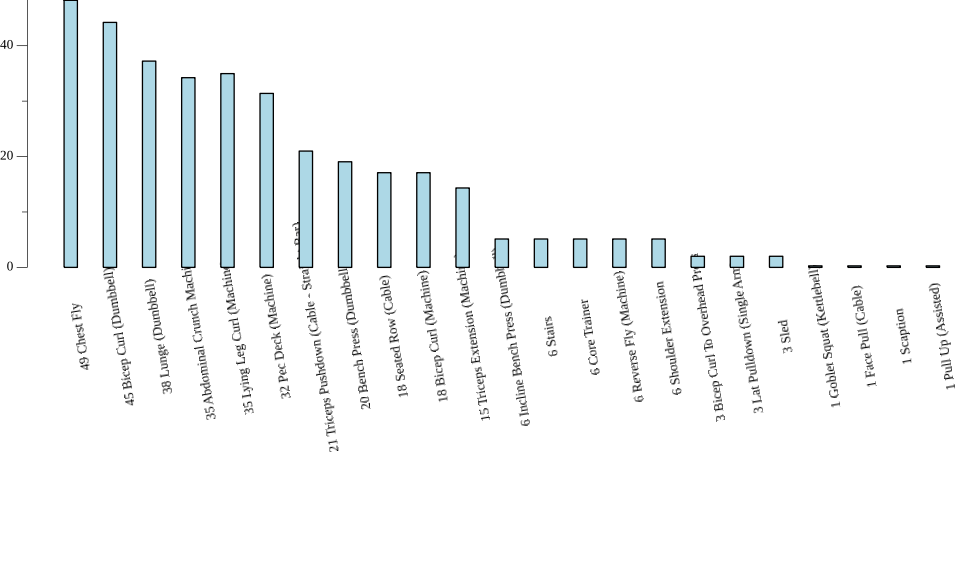 40
20
0
49 Chest Fly
45 Bicep Curl (Dumbbell)
38 Lunge (Dumbbell)
35 Abdominal Crunch Machi
35 Lying Leg Curl (Machine
32 Pec Deck (Machine)
21 Triceps Pushdown (Cable - Stra Bar)
20 Bench Press (Dumbbell
18 Seated Row (Cable)
18 Bicep Curl (Machine)
15 Triceps Extension (Machi
6 Incline Bench Press (Dumbb
6 Stairs
6 Core Trainer
6 Reverse Fly (Machine)
6 Shoulder Extension
3 Bicep Curl To Overhead Pr
3 Lat Pulldown (Single Arm
3 Sled
1 Goblet Squat (Kettlebell)
1 Face Pull (Cable)
1 Scaption
1 Pull Up (Assisted)